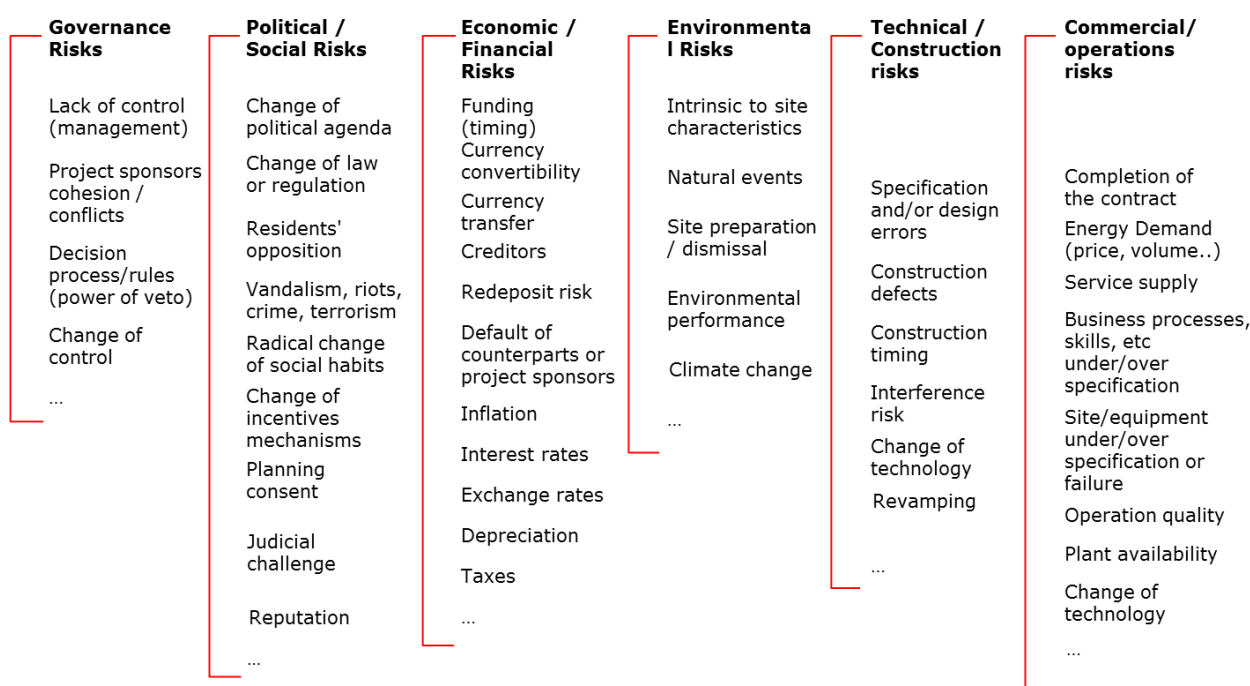 Governance
Risks
Lack of control
(management)
Project sponsors
cohesion /
conflicts
Decision
process/rules
(power of veto)
Change of
control
…
Political /
Social Risks
Change of
political agenda
Change of law
or regulation
Residents'
opposition
Vandalism, riots,
crime, terrorism
Radical change
of social habits
Change of
incentives
mechanisms
Planning
consent
Judicial
challenge
Reputation
…
Economic /
Financial
Risks
Funding
(timing)
Currency
convertibility
Currency
transfer
Creditors
Redeposit risk
Default of
counterparts or
project sponsors
Inflation
Interest rates
Exchange rates
Depreciation
Taxes
…
Environmenta
l Risks
Intrinsic to site
characteristics
Natural events
Site preparation
/ dismissal
Environmental
performance
Climate change
…
Technical /
Construction
risks
Specification
and/or design
errors
Construction
defects
Construction
timing
Interference
risk
Change of
technology
Revamping
…
Commercial/
operations
risks
Completion of
the contract
Energy Demand
(price, volume..)
Service supply
Business processes,
skills, etc
under/over
specification
Site/equipment
under/over
specification or
failure
Operation quality
Plant availability
Change of
technology
…